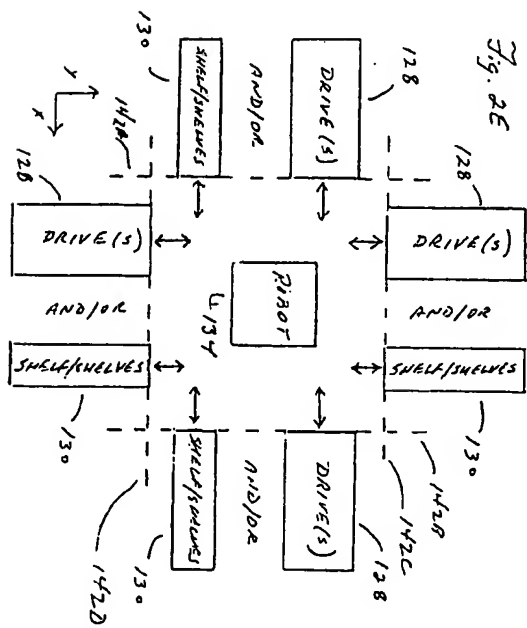 Fig. 2E
128
DRIVE(S)
AND/OR
SHELF/SHELVES
130
Y
X
142A
128
DRIVE(S)
AND/OR
SHELF/SHELVES
130
ROBOT
134
128
DRIVE(S)
AND/OR
SHELF/SHELVES
130
142B
142C
DRIVE(S)
128
AND/OR
SHELF/SHELVES
130
142D